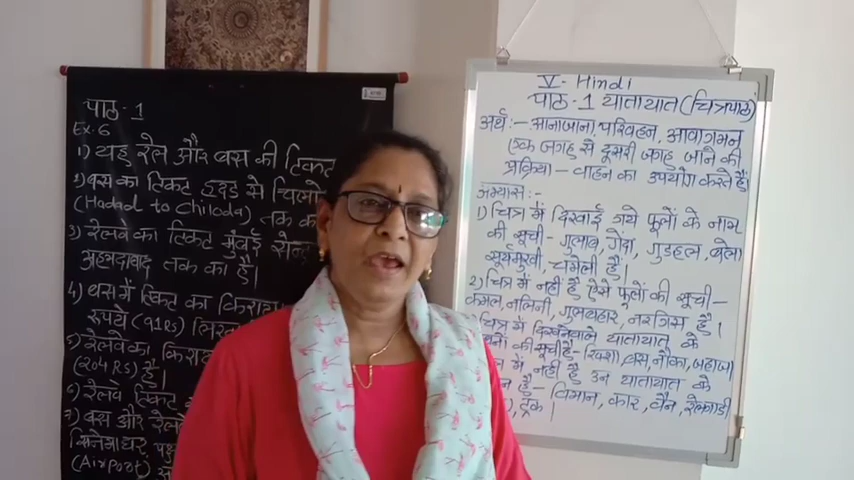 पाठ-1
Ex-6
1) यह रेल और बस की टिकट
2) बस का टिकट हदड से चिलोडा
(Hadad to Chiloda) तक का
3) रेलवे का टिकट मुंबई सेन्ट्रल
अहमदाबाद तक का है।
4) बस में टिकट का किराया
रूपये (91Rs)
5) रेलवे का किराया
(204 RS) है।
6) रेलवे टिकट
7) बस और रेलवे
सिनेमाघर
(Airport)
V - Hindi
पाठ-1 यातायात (चित्रपाठ)
अर्थ:- आनाजाना, परिवहन, आवागमन
एक जगह से दूसरी जगह जाने की
प्रक्रिया - वाहन का उपयोग करते हैं
अभ्यास:-
1) चित्र में दिखाई गये फूलों के नाम
की सूची - गुलाब, गेंदा, गुडहल, बेला
सूर्यमुखी, चमेली हैं।
2) चित्र में नहीं हैं ऐसे फूलों की सूची -
कमल, नलिनी, गुलबहार, नरगिस हैं।
चित्र में दिखनेवाले यातायात के
की सूची है - रिक्शा, बस, नौका, जहाज
में नहीं हैं उन यातायात के
हैं - विमान, कार, वैन, रेलगाडी
ट्रक।